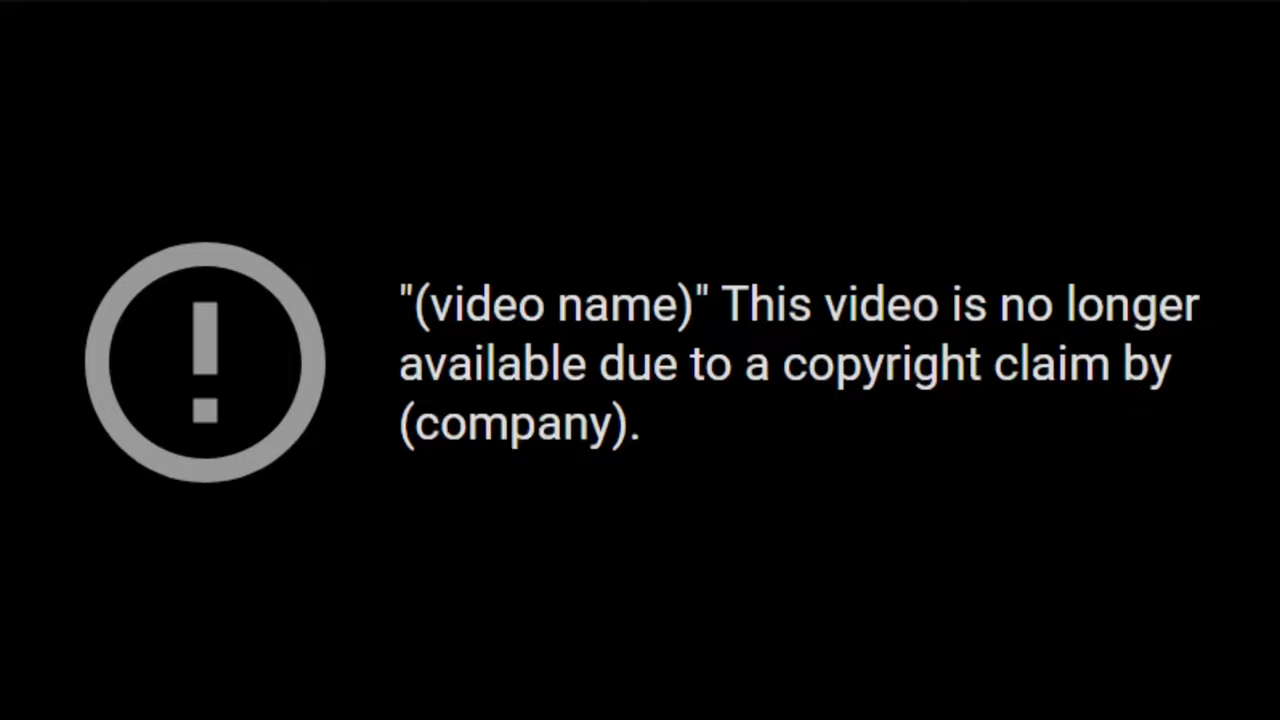 "(video name)" This video is no longer
available due to a copyright claim by
(company).